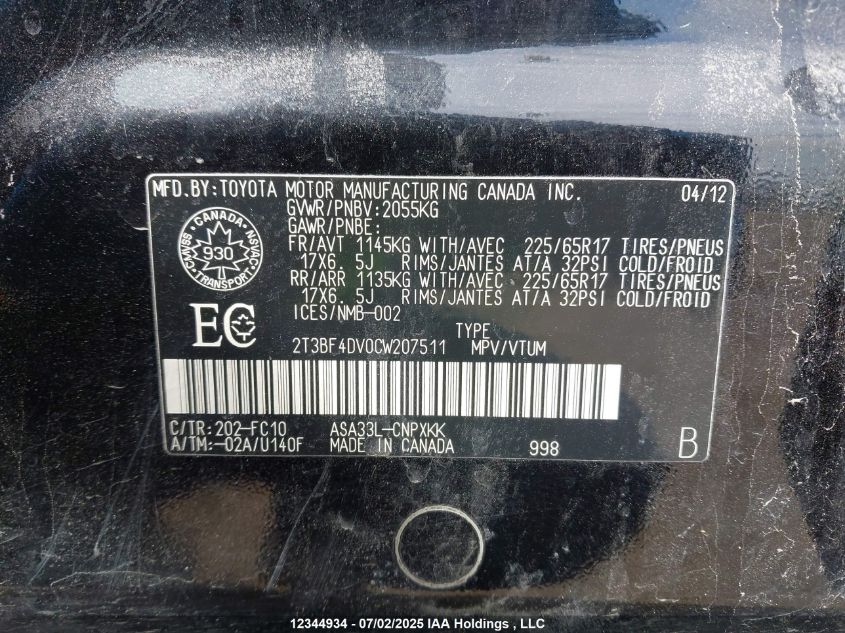 MFD.BY:TOYOTA MOTOR MANUFACTURING CANADA INC. 04/12
GVWR/PNBV:2055KG
GAWR/PNBE:
FR/AVT 1145KG WITH/AVEC 225/65R17 TIRES/PNEUS
17X6.5J RIMS/JANTES AT/A 32PSI COLD/FROID
RR/ARR 1135KG WITH/AVEC 225/65R17 TIRES/PNEUS
17X6.5J RIMS/JANTES AT/A 32PSI COLD/FROID
ICES/NMB-002
CANADA
CMVSS NSVAC
930
TRANSPORT
EC
TYPE
2T3BF4DV0CW207511 MPV/VTUM
C/TR:202-FC10 ASA33L-CNPXKK
A/TM:-02A/U140F MADE IN CANADA 998 B
12344934 - 07/02/2025 IAA Holdings , LLC